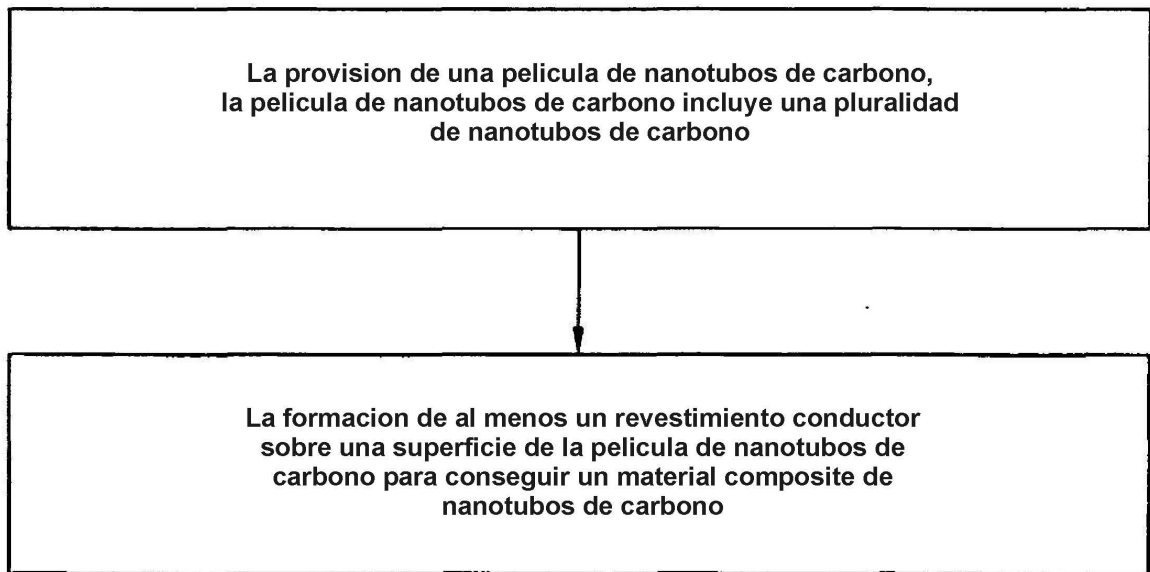 La provision de una pelicula de nanotubos de carbono,
la pelicula de nanotubos de carbono incluye una pluralidad
de nanotubos de carbono
La formacion de al menos un revestimiento conductor
sobre una superficie de la pelicula de nanotubos de
carbono para conseguir un material composite de
nanotubos de carbono